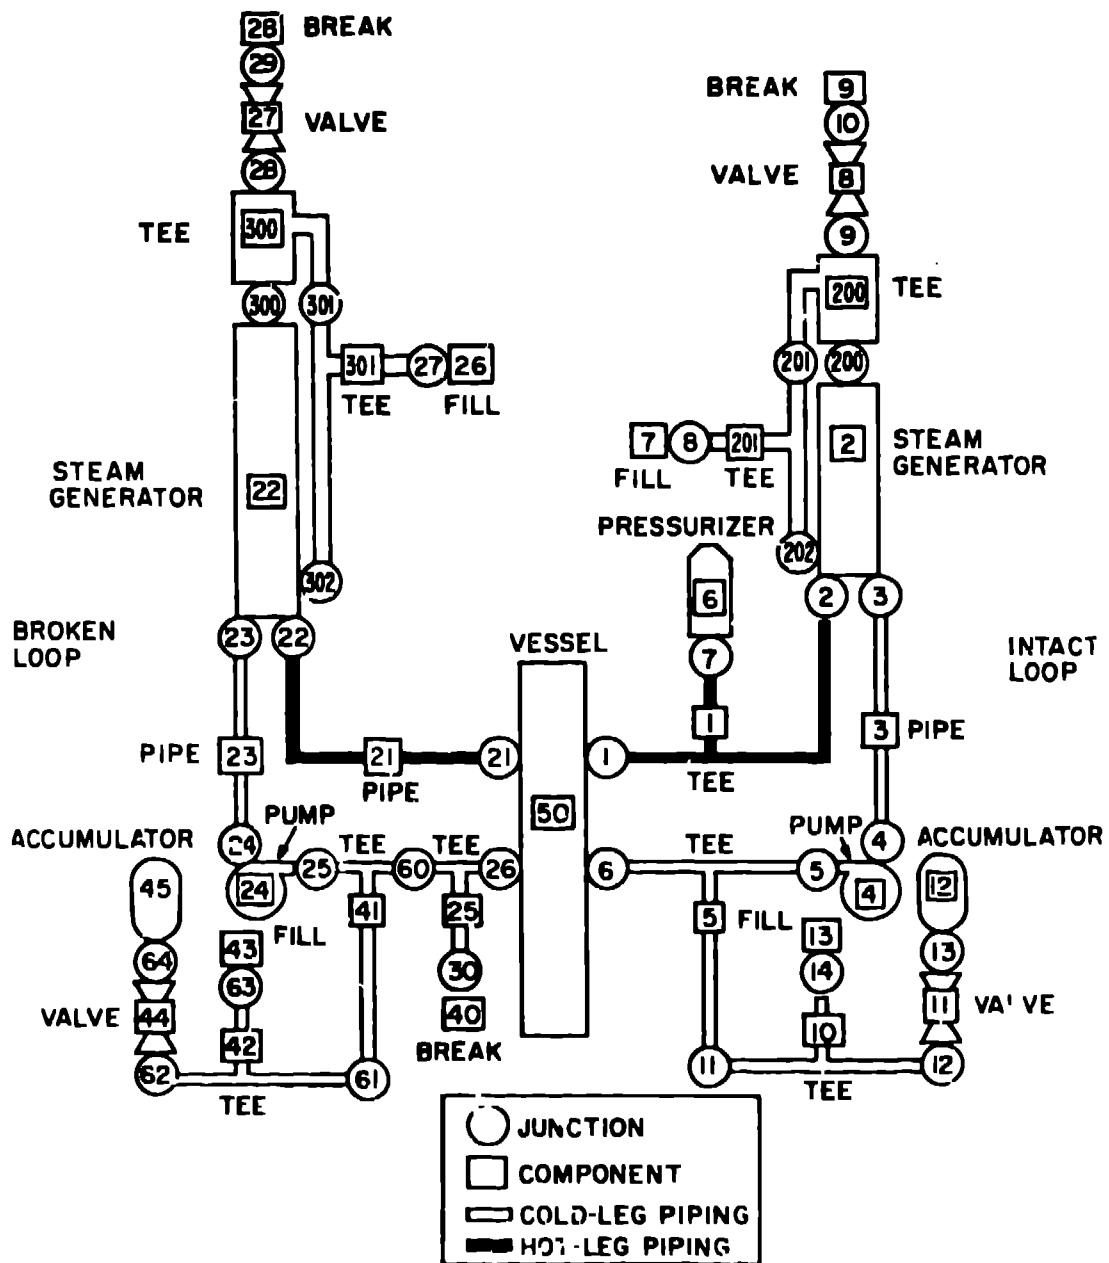 28 BREAK
29
27 VALVE
28
TEE 300
300 301
301 27 26
TEE FILL
STEAM
GENERATOR
22
302
BROKEN
LOOP
23 22
PIPE 23
21 21
PIPE
ACCUMULATOR
24
PUMP
TEE
TEE
45
24 25 60 26
41 25
FILL
43
64
63
30
VALVE 44
40
BREAK
42
62 61
TEE
VESSEL
50
BREAK 9
10
VALVE 8
9
200 TEE
201 200
7 8 201
FILL TEE
2
STEAM
GENERATOR
PRESSURIZER
202
6
7
2 3
INTACT
LOOP
1
1
TEE
3 PIPE
TEE
PUMP
4
ACCUMULATOR
6 5 4
12
5 FILL
13
14
13
11 VA' VE
10
11 12
TEE
JUNCTION
COMPONENT
COLD-LEG PIPING
HOT-LEG PIPING